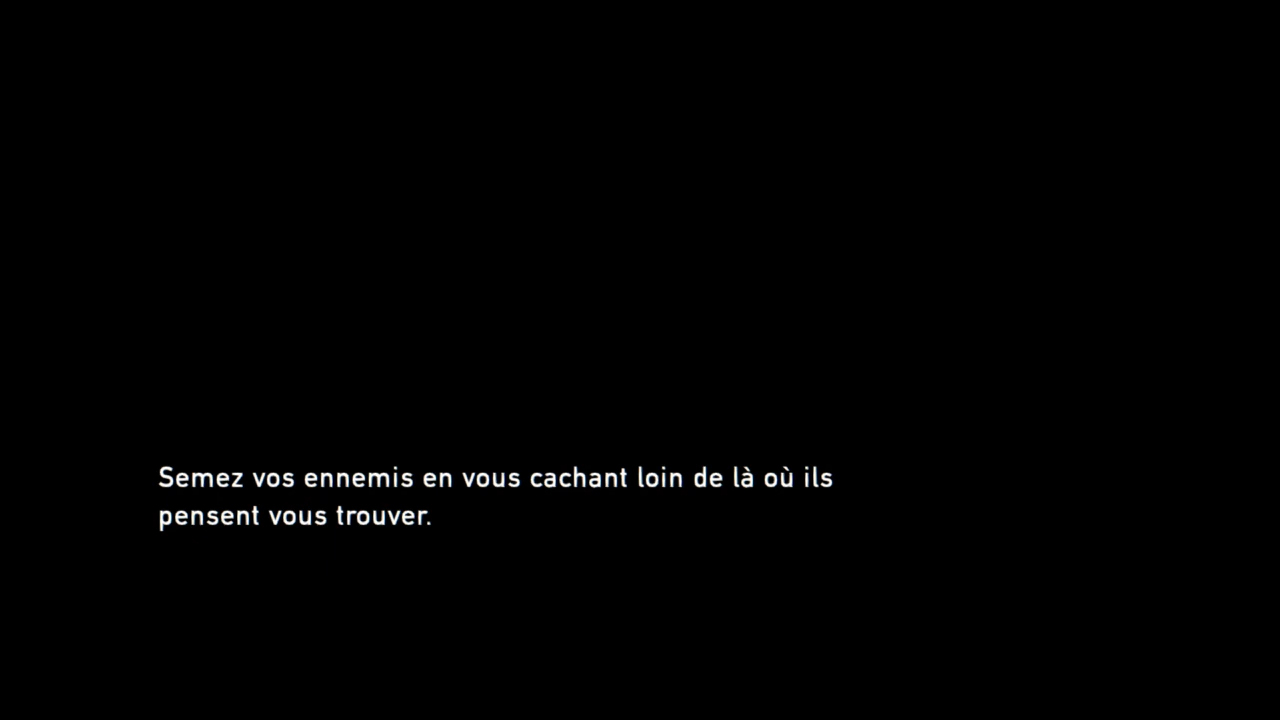 Semez vos ennemis en vous cachant loin de là où ils
pensent vous trouver.